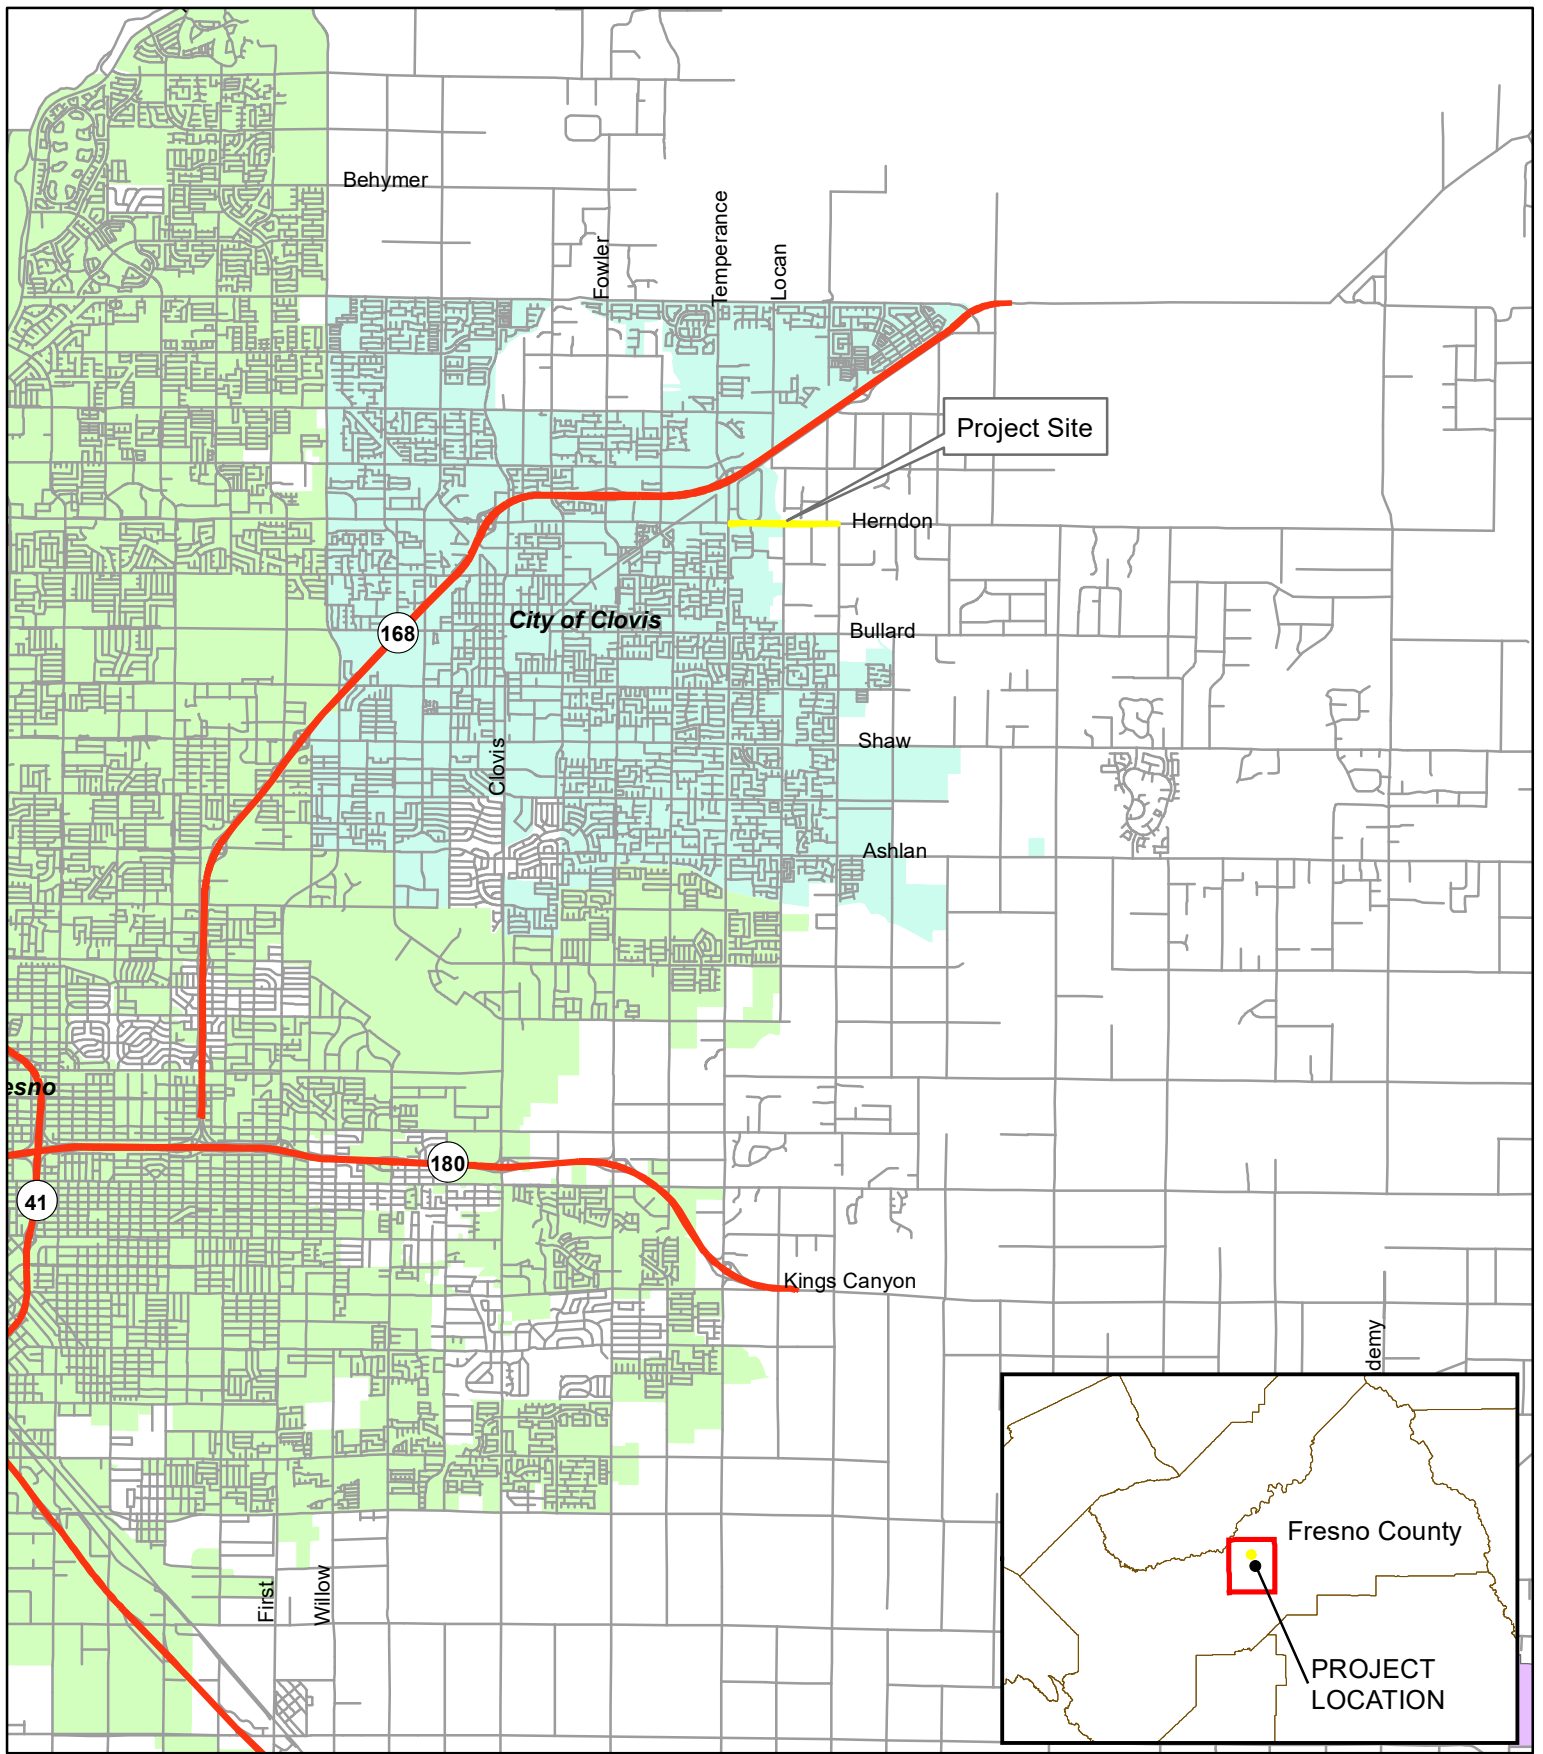 Behymer
Fowler
Temperance
Locan
Project Site
Herndon
City of Clovis
168
Bullard
Clovis
Shaw
Ashlan
esno
180
41
Kings Canyon
demy
Fresno County
First
Willow
PROJECT
LOCATION